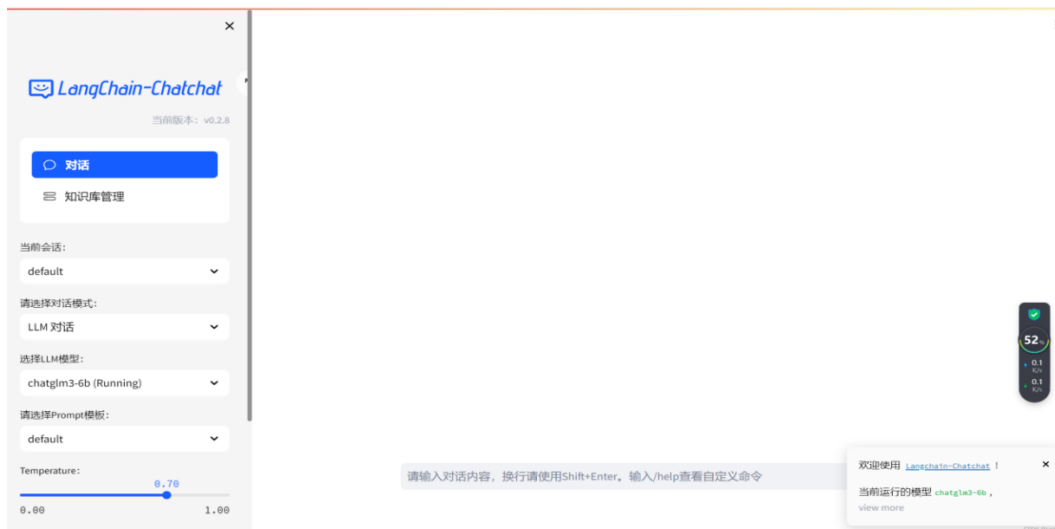 LangChain-Chatchat
当前版本：v0.2.8
对话
知识库管理
当前会话：
default
请选择对话模式：
LLM 对话
选择LLM模型：
chatglm3-6b (Running)
请选择Prompt模板：
default
Temperature：
0.70
0.00 1.00
请输入对话内容，换行请使用Shift+Enter。输入/help查看自定义命令
52%
0.1
K/s
0.1
K/s
欢迎使用 Langchain-Chatchat !
当前运行的模型 chatglm3-6b，
view more